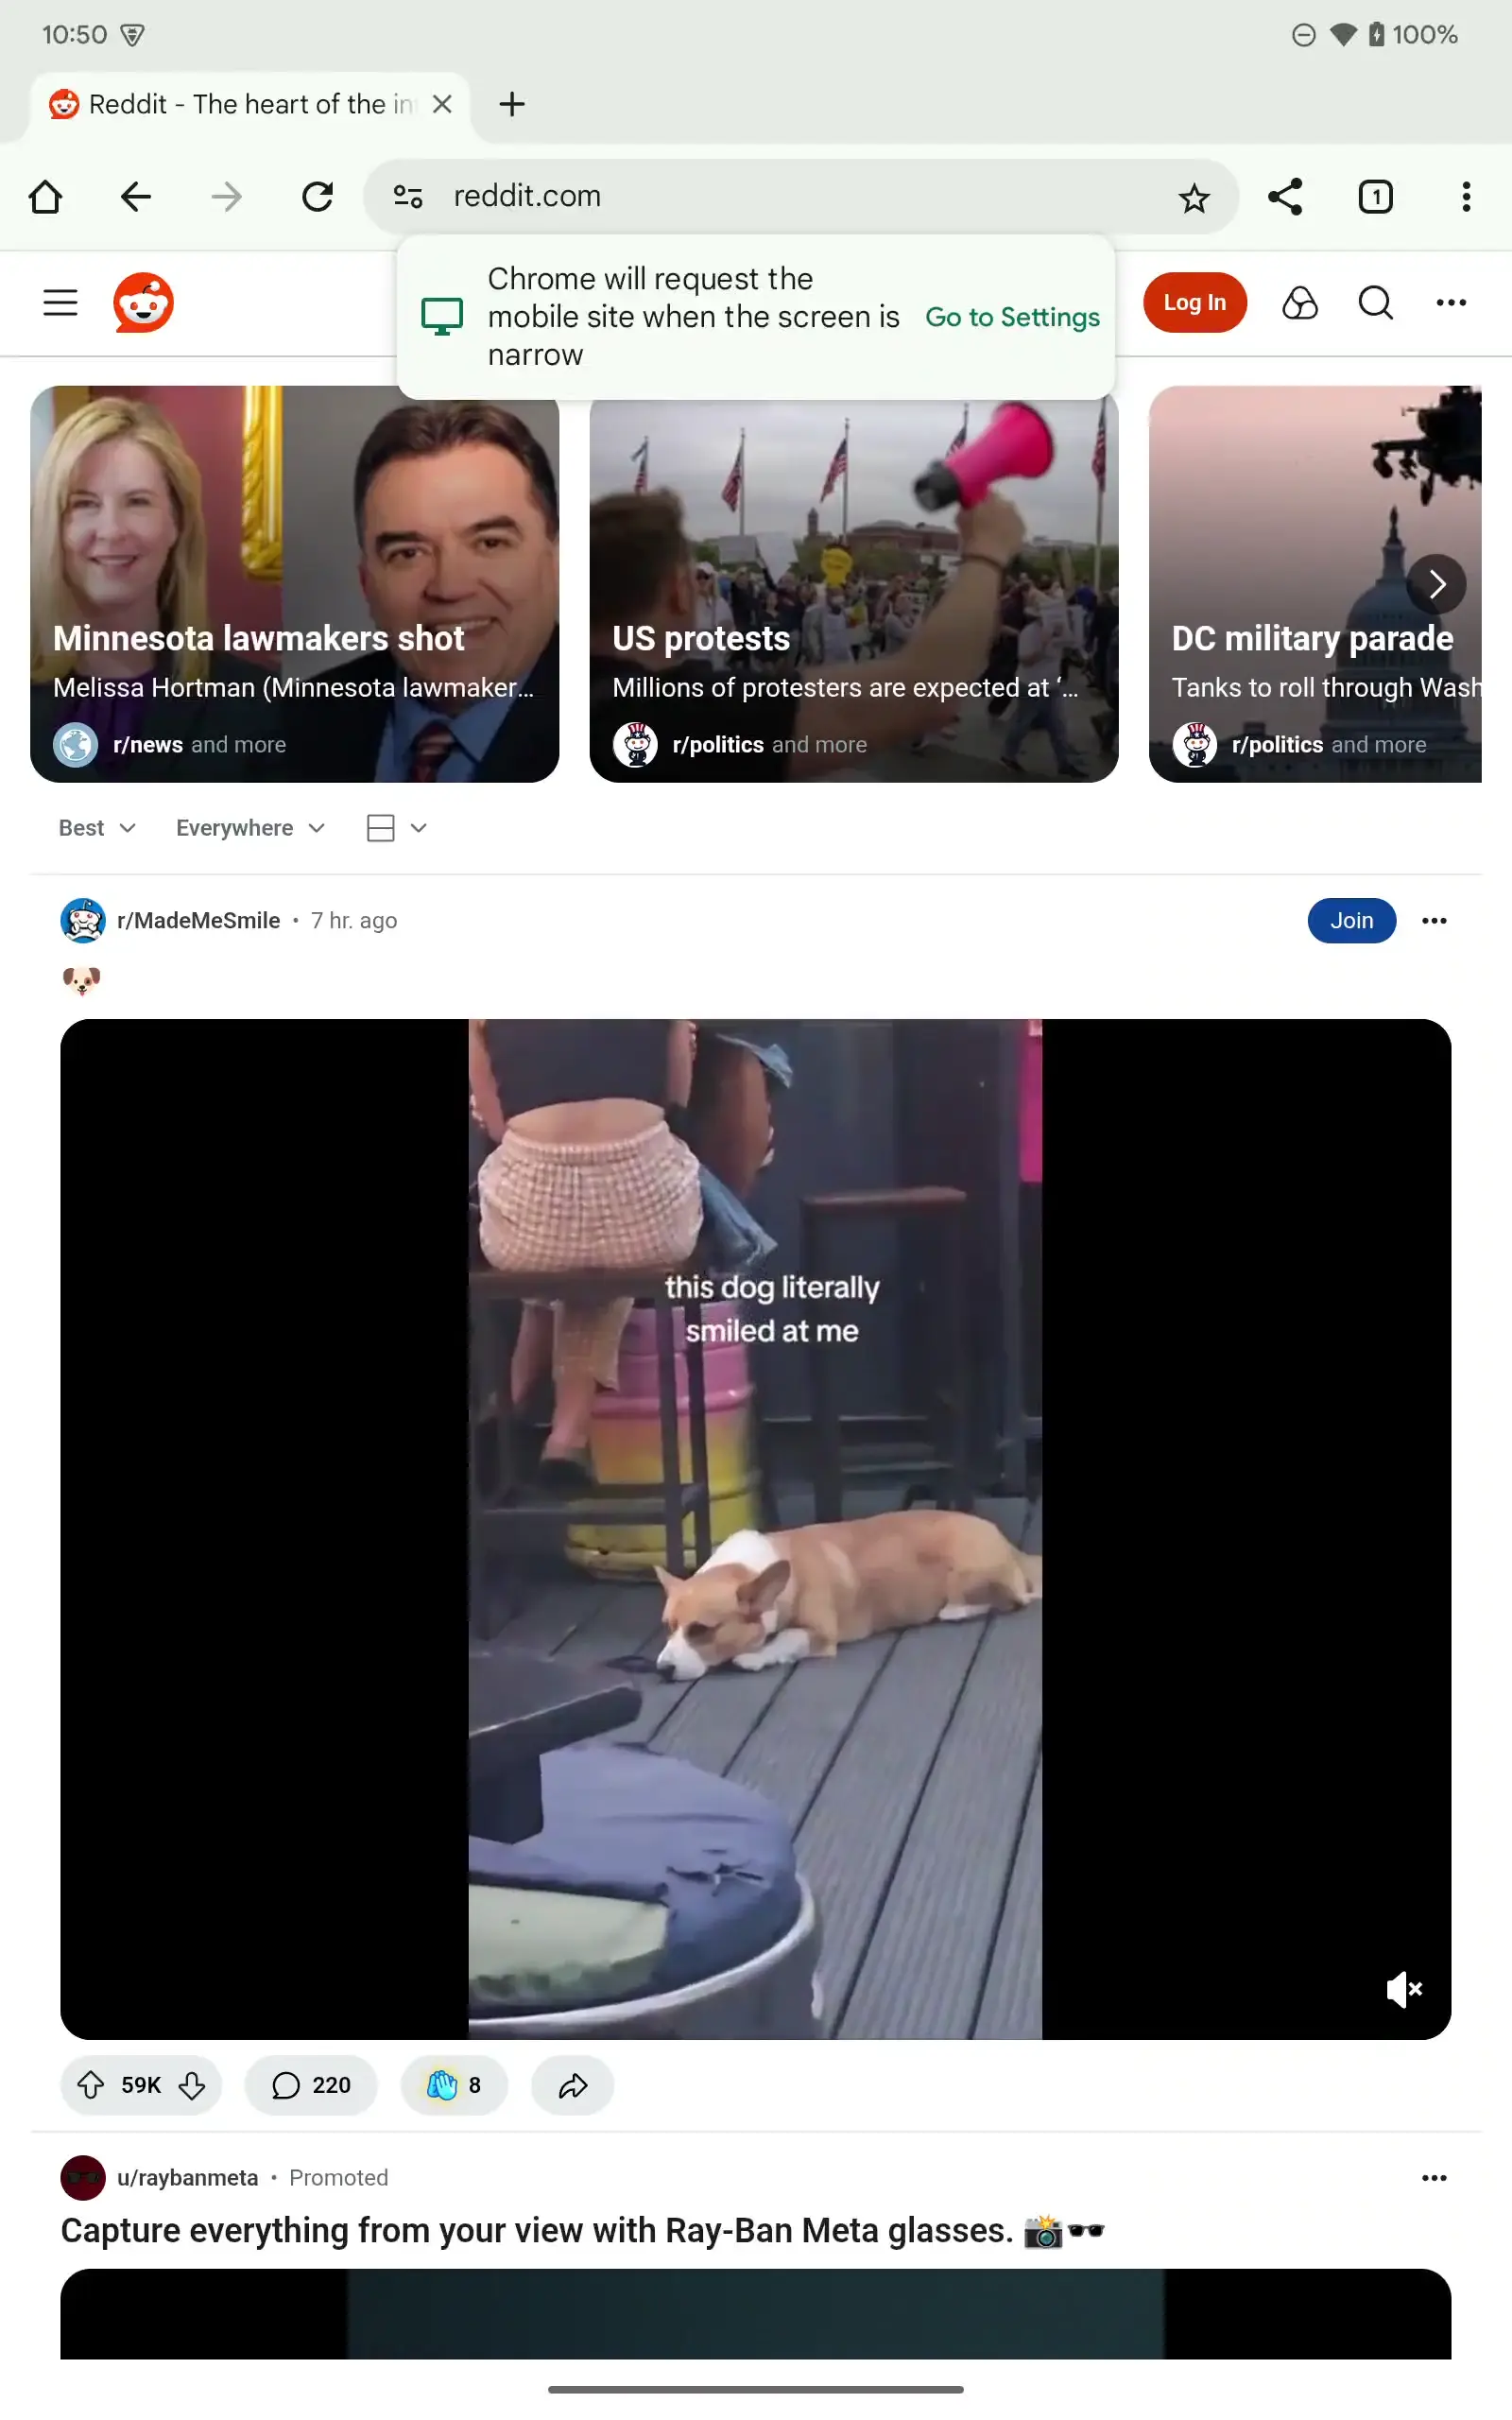 10:50
100%
Reddit - The heart of the in
reddit.com
1
Chrome will request the
mobile site when the screen is
narrow
Go to Settings
Log In
Minnesota lawmakers shot
Melissa Hortman (Minnesota lawmaker...
r/news and more
US protests
Millions of protesters are expected at ‘...
r/politics and more
DC military parade
Tanks to roll through Wash
r/politics and more
Best
Everywhere
r/MadeMeSmile • 7 hr. ago
Join
this dog literally
smiled at me
59K
220
8
u/raybanmeta • Promoted
Capture everything from your view with Ray-Ban Meta glasses. 📸🕶️